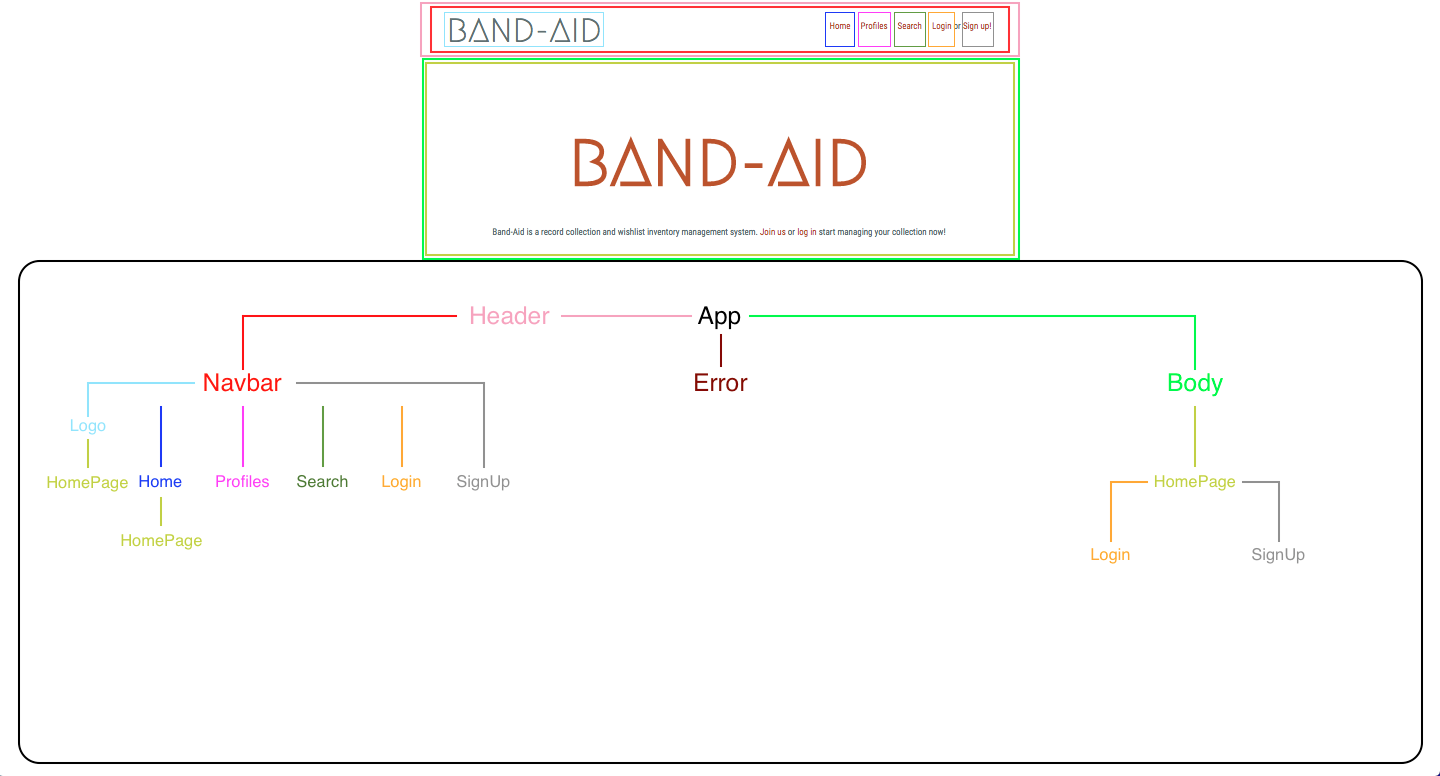 BAND-AID Home Profiles Search Login or Sign up!
BAND-AID
Band-Aid is a record collection and wishlist inventory management system. Join us or log in start managing your collection now!
Header App
Navbar Error Body
Logo
HomePage Home Profiles Search Login SignUp HomePage
HomePage
Login SignUp